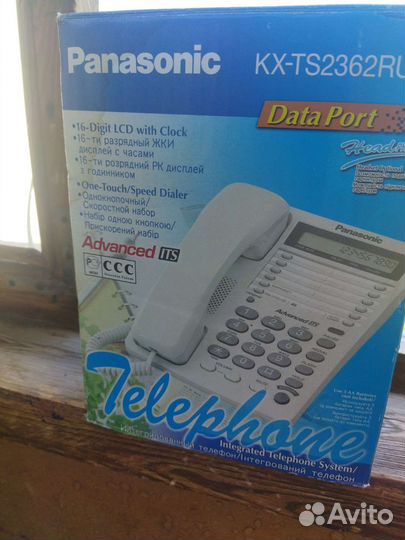 Panasonic
KX-TS2362RU
Data Port
•16-Digit LCD with Clock
•16-ти разрядный ЖКИ
дисплей с часами
•16-ти розрядний РК дисплей
з годинником
•One-Touch/Speed Dialer
•Однокнопочный/
Скоростной набор
•Набір одною кнопкою/
Прискорений набір
Advanced ITS
CCC
Panasonic
Advanced ITS
Telephone
Integrated Telephone System/
Интегрированный телефон/Інтегрований телефон
Avito